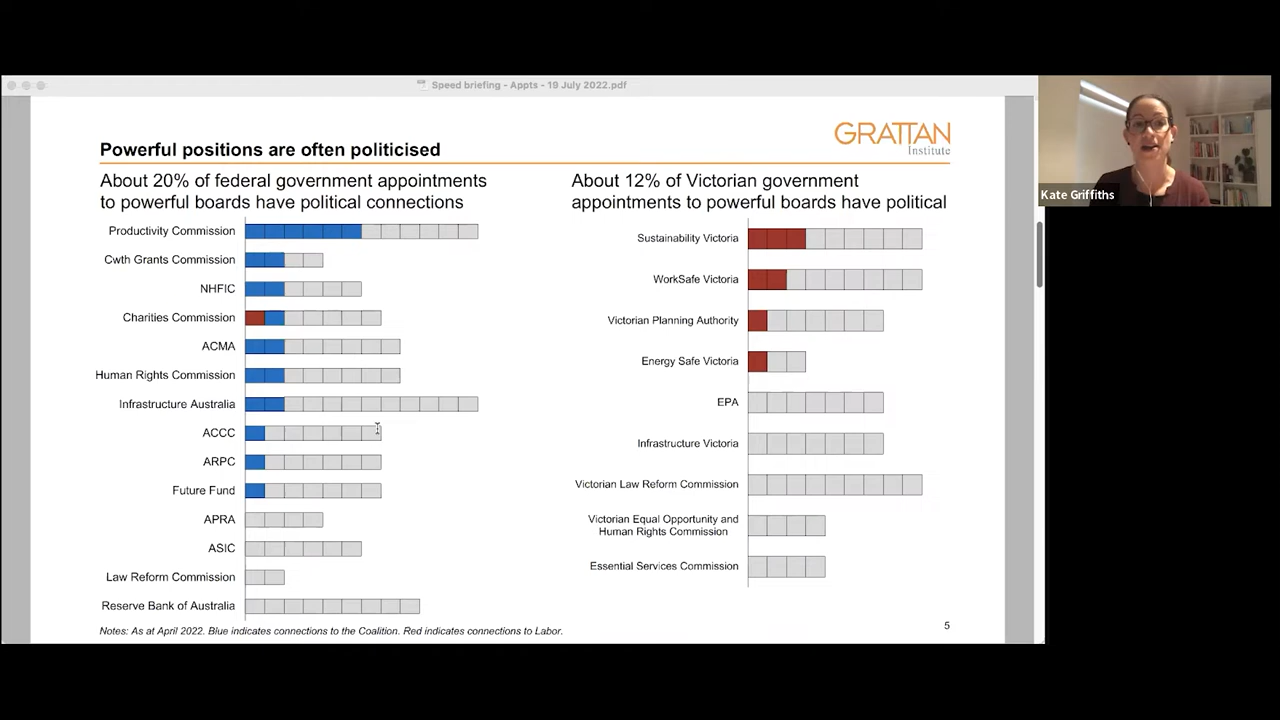 Speed briefing - Appts - 19 July 2022.pdf
GRATTAN
Institute
Powerful positions are often politicised
About 20% of federal government appointments
to powerful boards have political connections
Productivity Commission
Cwth Grants Commission
NHFIC
Charities Commission
ACMA
Human Rights Commission
Infrastructure Australia
ACCC
ARPC
Future Fund
APRA
ASIC
Law Reform Commission
Reserve Bank of Australia
About 12% of Victorian government
appointments to powerful boards have political
Sustainability Victoria
WorkSafe Victoria
Victorian Planning Authority
Energy Safe Victoria
EPA
Infrastructure Victoria
Victorian Law Reform Commission
Victorian Equal Opportunity and
Human Rights Commission
Essential Services Commission
Notes: As at April 2022. Blue indicates connections to the Coalition. Red indicates connections to Labor.
5
Kate Griffiths